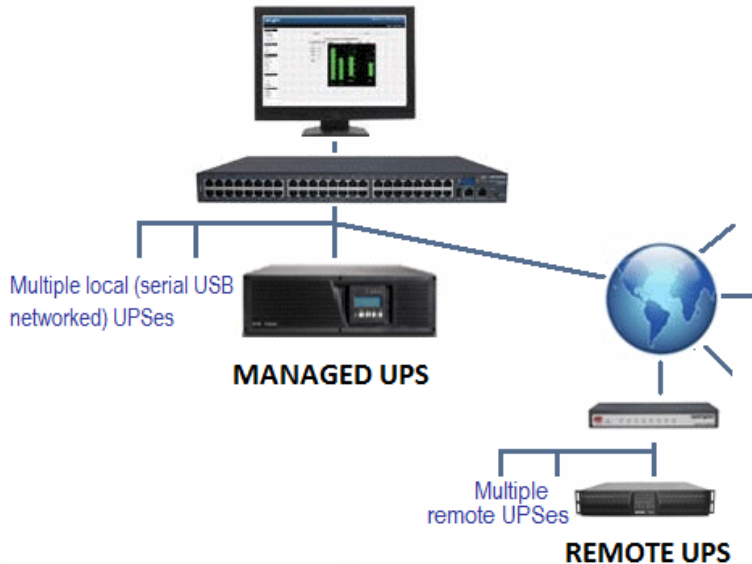 Multiple local (serial USB
networked) UPSes
MANAGED UPS
Multiple
remote UPSes
REMOTE UPS